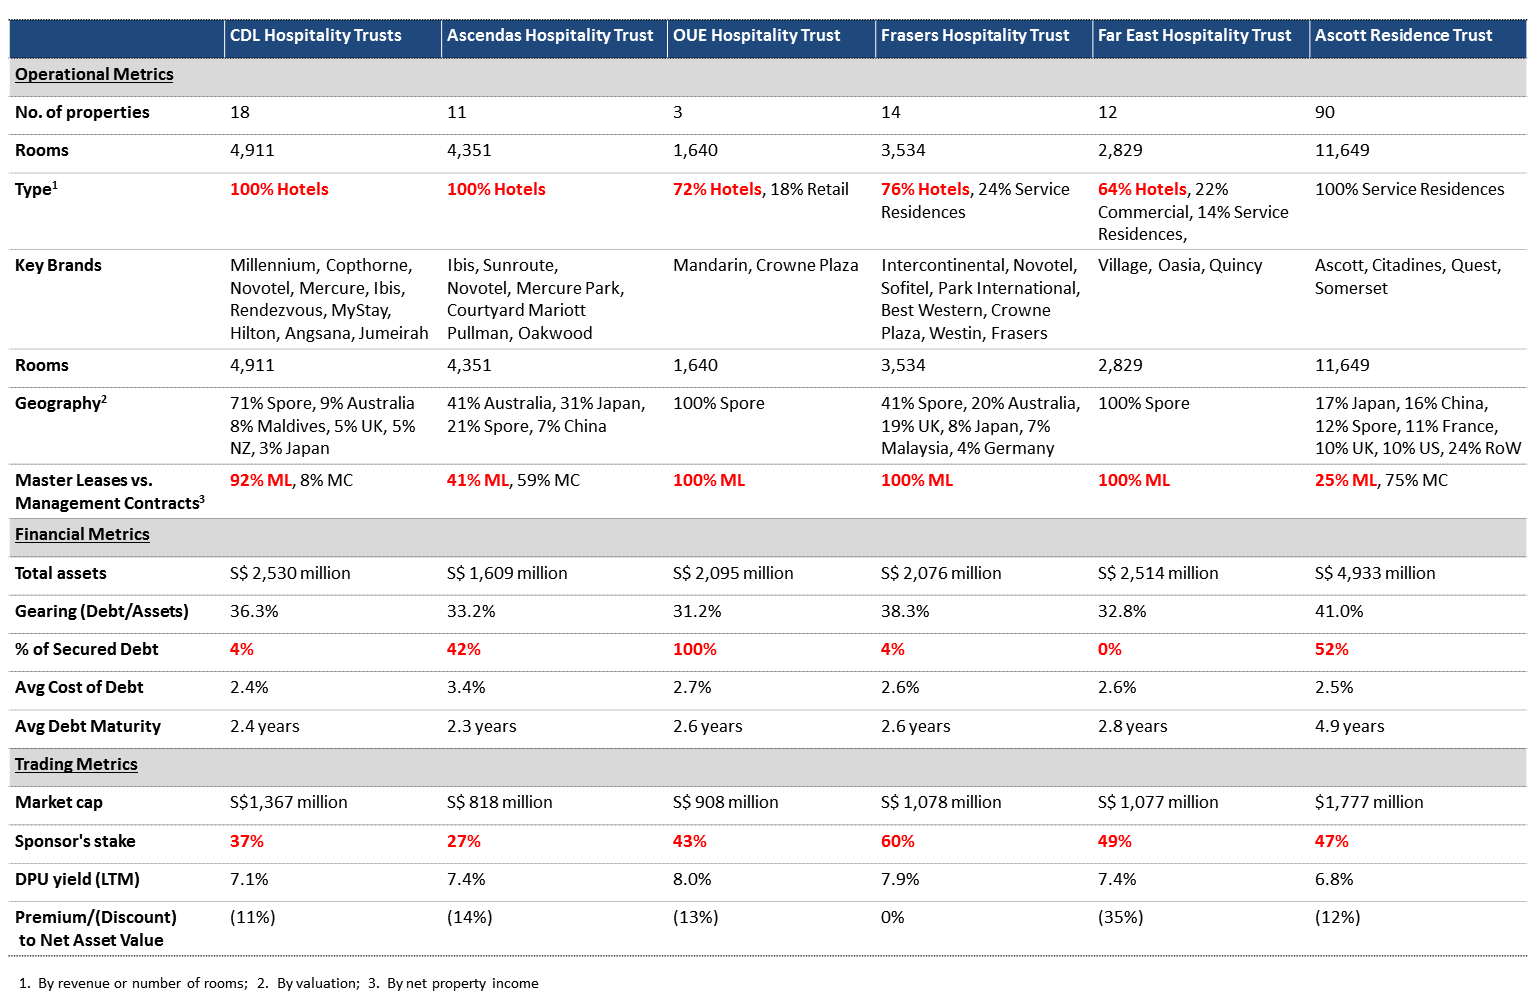 CDL Hospitality Trusts Ascendas Hospitality Trust OUE Hospitality Trust Frasers Hospitality Trust Far East Hospitality Trust Ascott Residence Trust
Operational Metrics
No. of properties 18 11 3 14 12 90
Rooms 4,911 4,351 1,640 3,534 2,829 11,649
Type1 100% Hotels 100% Hotels 72% Hotels, 18% Retail 76% Hotels, 24% Service 64% Hotels, 22% 100% Service Residences
Residences Commercial, 14% Service
Residences,
Key Brands Millennium, Copthorne, Ibis, Sunroute, Mandarin, Crowne Plaza Intercontinental, Novotel, Village, Oasia, Quincy Ascott, Citadines, Quest,
Novotel, Mercure, Ibis, Novotel, Mercure Park, Sofitel, Park International, Somerset
Rendezvous, MyStay, Courtyard Mariott Best Western, Crowne
Hilton, Angsana, Jumeirah Pullman, Oakwood Plaza, Westin, Frasers
Rooms 4,911 4,351 1,640 3,534 2,829 11,649
Geography2 71% Spore, 9% Australia 41% Australia, 31% Japan, 100% Spore 41% Spore, 20% Australia, 100% Spore 17% Japan, 16% China,
8% Maldives, 5% UK, 5% 21% Spore, 7% China 19% UK, 8% Japan, 7% 12% Spore, 11% France,
NZ, 3% Japan Malaysia, 4% Germany 10% UK, 10% US, 24% RoW
Master Leases vs. 92% ML, 8% MC 41% ML, 59% MC 100% ML 100% ML 100% ML 25% ML, 75% MC
Management Contracts3
Financial Metrics
Total assets S$ 2,530 million S$ 1,609 million S$ 2,095 million S$ 2,076 million S$ 2,514 million S$ 4,933 million
Gearing (Debt/Assets) 36.3% 33.2% 31.2% 38.3% 32.8% 41.0%
% of Secured Debt 4% 42% 100% 4% 0% 52%
Avg Cost of Debt 2.4% 3.4% 2.7% 2.6% 2.6% 2.5%
Avg Debt Maturity 2.4 years 2.3 years 2.6 years 2.6 years 2.8 years 4.9 years
Trading Metrics
Market cap S$1,367 million S$ 818 million S$ 908 million S$ 1,078 million S$ 1,077 million $1,777 million
Sponsor's stake 37% 27% 43% 60% 49% 47%
DPU yield (LTM) 7.1% 7.4% 8.0% 7.9% 7.4% 6.8%
Premium/(Discount) (11%) (14%) (13%) 0% (35%) (12%)
to Net Asset Value
1. By revenue or number of rooms; 2. By valuation; 3. By net property income